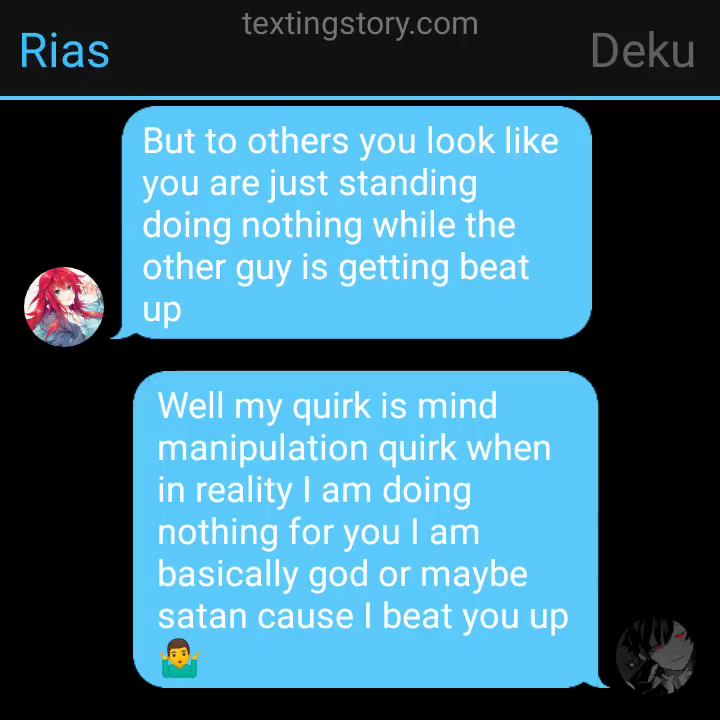 textingstory.com
Rias
Deku
But to others you look like
you are just standing
doing nothing while the
other guy is getting beat
up
Well my quirk is mind
manipulation quirk when
in reality I am doing
nothing for you I am
basically god or maybe
satan cause I beat you up
🤷‍♂️